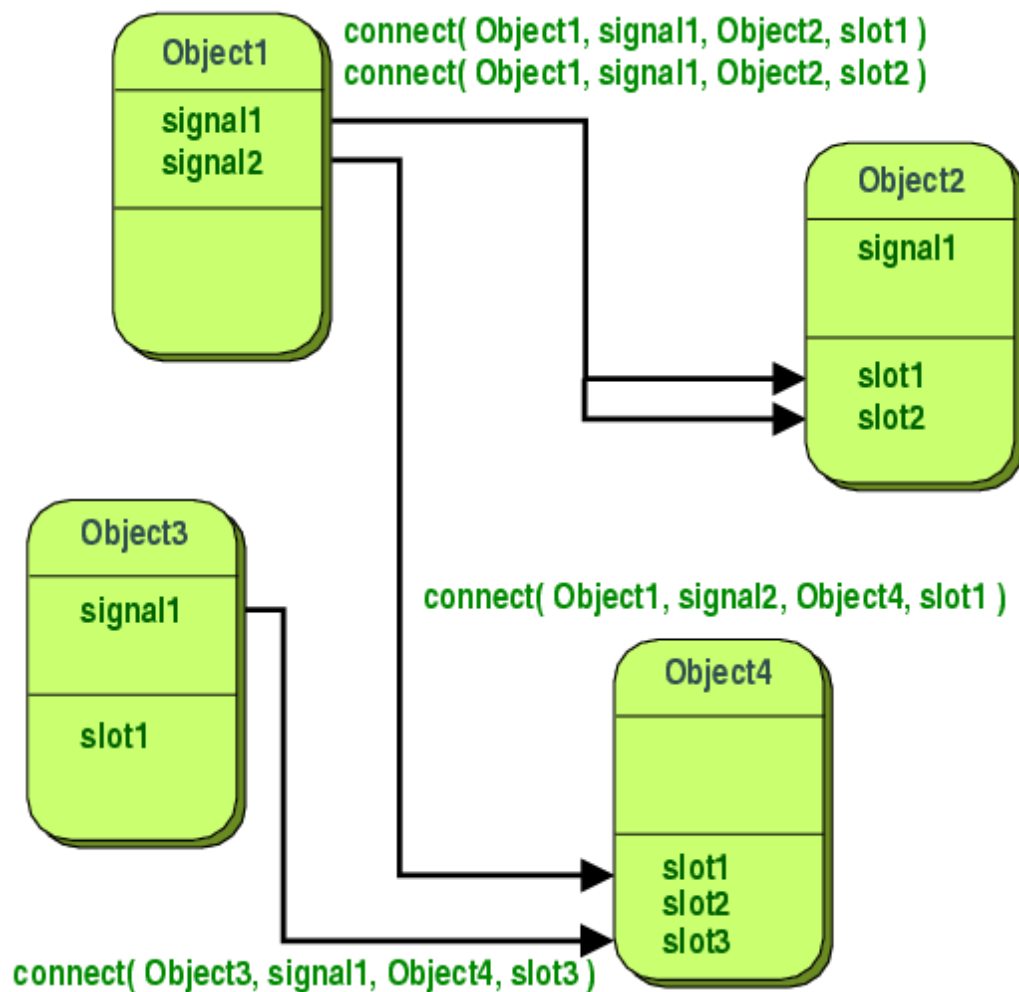 Object1
signal1
signal2
connect( Object1, signal1, Object2, slot1 )
connect( Object1, signal1, Object2, slot2 )
Object2
signal1
slot1
slot2
Object3
signal1
slot1
connect( Object1, signal2, Object4, slot1 )
Object4
slot1
slot2
slot3
connect( Object3, signal1, Object4, slot3 )